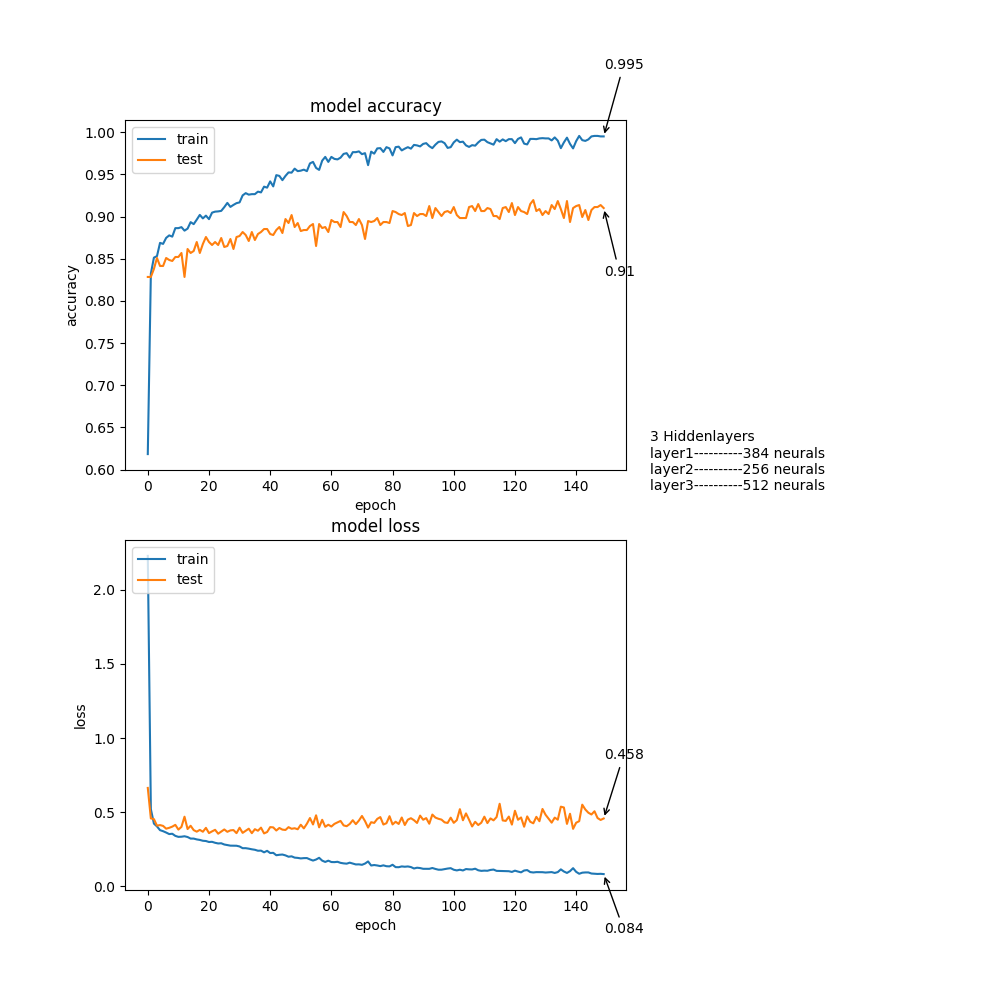 0.995
model accuracy
train
test
1.00
0.95
0.90
0.85
0.80
0.75
0.70
0.65
0.60
accuracy
0.91
0 20 40 60 80 100 120 140
epoch
3 Hiddenlayers
layer1----------384 neurals
layer2----------256 neurals
layer3----------512 neurals
model loss
train
test
2.0
1.5
1.0
0.5
0.0
loss
0.458
0 20 40 60 80 100 120 140
epoch
0.084